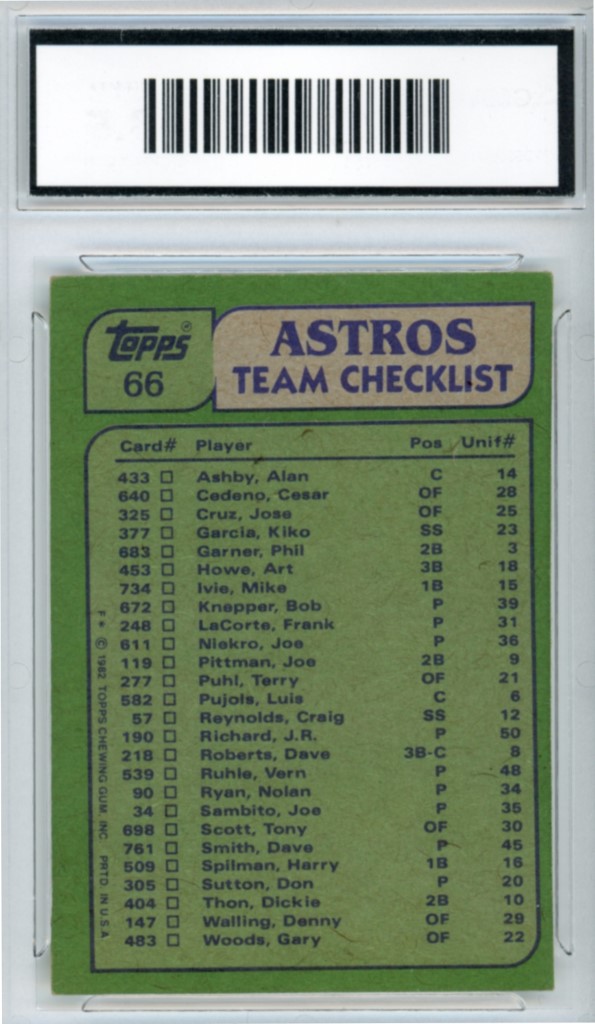 Topps®
66
ASTROS
TEAM CHECKLIST
Card# Player Pos Unif#
433 Ashby, Alan C 14
640 Cedeno, Cesar OF 28
325 Cruz, Jose OF 25
377 Garcia, Kiko SS 23
683 Garner, Phil 2B 3
453 Howe, Art 3B 18
734 Ivie, Mike 1B 15
672 Knepper, Bob P 39
248 LaCorte, Frank P 31
611 Niekro, Joe P 36
119 Pittman, Joe 2B 9
277 Puhl, Terry OF 21
582 Pujols, Luis C 6
57 Reynolds, Craig SS 12
190 Richard, J.R. P 50
218 Roberts, Dave 3B-C 8
539 Ruhle, Vern P 48
90 Ryan, Nolan P 34
34 Sambito, Joe P 35
698 Scott, Tony OF 30
761 Smith, Dave P 45
509 Spilman, Harry 1B 16
305 Sutton, Don P 20
404 Thon, Dickie 2B 10
147 Walling, Denny OF 29
483 Woods, Gary OF 22
F* © 1982 TOPPS CHEWING GUM, INC PRTD. IN U.S.A.